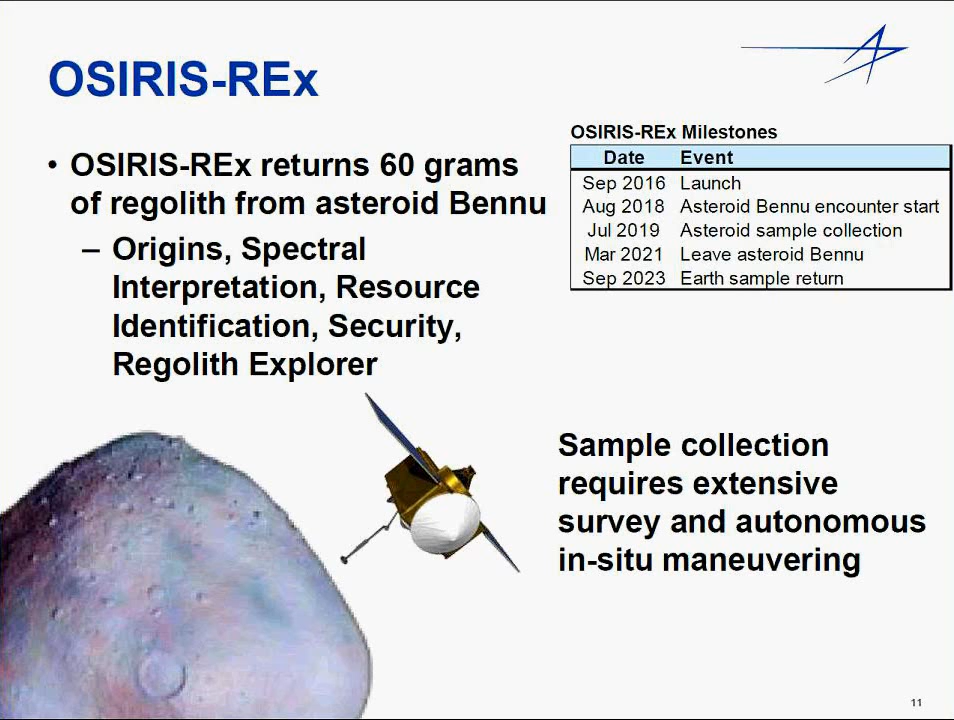 OSIRIS-REx
• OSIRIS-REx returns 60 grams
of regolith from asteroid Bennu
– Origins, Spectral
Interpretation, Resource
Identification, Security,
Regolith Explorer
OSIRIS-REx Milestones
Date Event
Sep 2016 Launch
Aug 2018 Asteroid Bennu encounter start
Jul 2019 Asteroid sample collection
Mar 2021 Leave asteroid Bennu
Sep 2023 Earth sample return
Sample collection
requires extensive
survey and autonomous
in-situ maneuvering
11